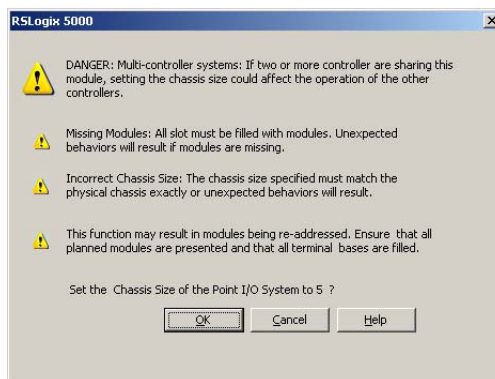 RSLogix 5000
DANGER: Multi-controller systems: If two or more controller are sharing this
module, setting the chassis size could affect the operation of the other
controllers.
Missing Modules: All slot must be filled with modules. Unexpected
behaviors will result if modules are missing.
Incorrect Chassis Size: The chassis size specified must match the
physical chassis exactly or unexpected behaviors will result.
This function may result in modules being re-addressed. Ensure that all
planned modules are presented and that all terminal bases are filled.
Set the Chassis Size of the Point I/O System to 5 ?
OK Cancel Help